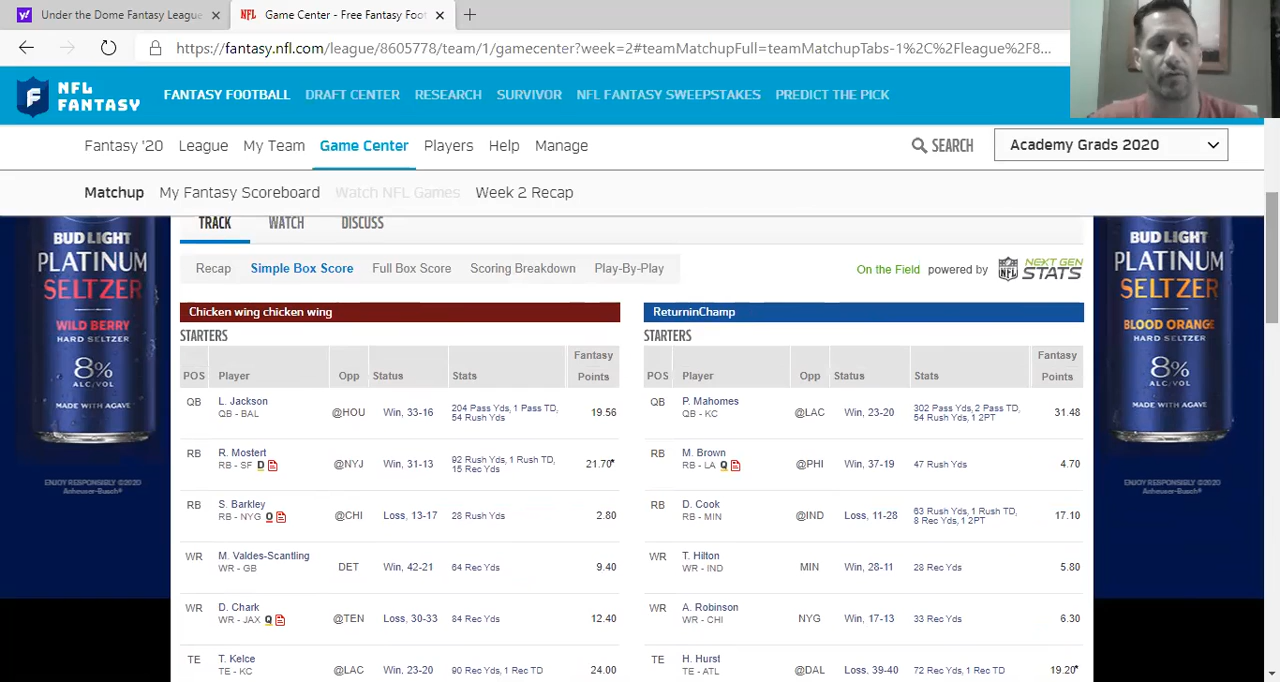 Under the Dome Fantasy League
Game Center - Free Fantasy Foot
https://fantasy.nfl.com/league/8605778/team/1/gamecenter?week=2#teamMatchupFull=teamMatchupTabs-1%2C%2Fleague%2F8...
NFL FANTASY
FANTASY FOOTBALL DRAFT CENTER RESEARCH SURVIVOR NFL FANTASY SWEEPSTAKES PREDICT THE PICK
Fantasy '20 League My Team Game Center Players Help Manage SEARCH Academy Grads 2020
Matchup My Fantasy Scoreboard Watch NFL Games Week 2 Recap
TRACK WATCH DISCUSS
Recap Simple Box Score Full Box Score Scoring Breakdown Play-By-Play
On the Field powered by NFL NEXT GEN STATS
Chicken wing chicken wing
STARTERS
POS Player Opp Status Stats Fantasy Points
QB L. Jackson QB - BAL @HOU Win, 33-16 204 Pass Yds, 1 Pass TD, 54 Rush Yds 19.56
RB R. Mostert RB - SF D @NYJ Win, 31-13 92 Rush Yds, 1 Rush TD, 15 Rec Yds 21.70*
RB S. Barkley RB - NYG Q @CHI Loss, 13-17 28 Rush Yds 2.80
WR M. Valdes-Scantling WR - GB DET Win, 42-21 64 Rec Yds 9.40
WR D. Chark WR - JAX Q @TEN Loss, 30-33 84 Rec Yds 12.40
TE T. Kelce TE - KC @LAC Win, 23-20 90 Rec Yds, 1 Rec TD 24.00
ReturninChamp
STARTERS
POS Player Opp Status Stats Fantasy Points
QB P. Mahomes QB - KC @LAC Win, 23-20 302 Pass Yds, 2 Pass TD, 54 Rush Yds, 1 2PT 31.48
RB M. Brown RB - LA Q @PHI Win, 37-19 47 Rush Yds 4.70
RB D. Cook RB - MIN @IND Loss, 11-28 63 Rush Yds, 1 Rush TD, 8 Rec Yds, 1 2PT 17.10
WR T. Hilton WR - IND MIN Win, 28-11 28 Rec Yds 5.80
WR A. Robinson WR - CHI NYG Win, 17-13 33 Rec Yds 6.30
TE H. Hurst TE - ATL @DAL Loss, 39-40 72 Rec Yds, 1 Rec TD 19.20*
BUD LIGHT
PLATINUM
SELTZER
WILD BERRY
HARD SELTZER
8%
ALC/VOL
MADE WITH AGAVE
ENJOY RESPONSIBLY ©2020
Anheuser-Busch®
BUD LIGHT
PLATINUM
SELTZER
BLOOD ORANGE
HARD SELTZER
8%
ALC/VOL
MADE WITH AGAVE
ENJOY RESPONSIBLY ©2020
Anheuser-Busch®